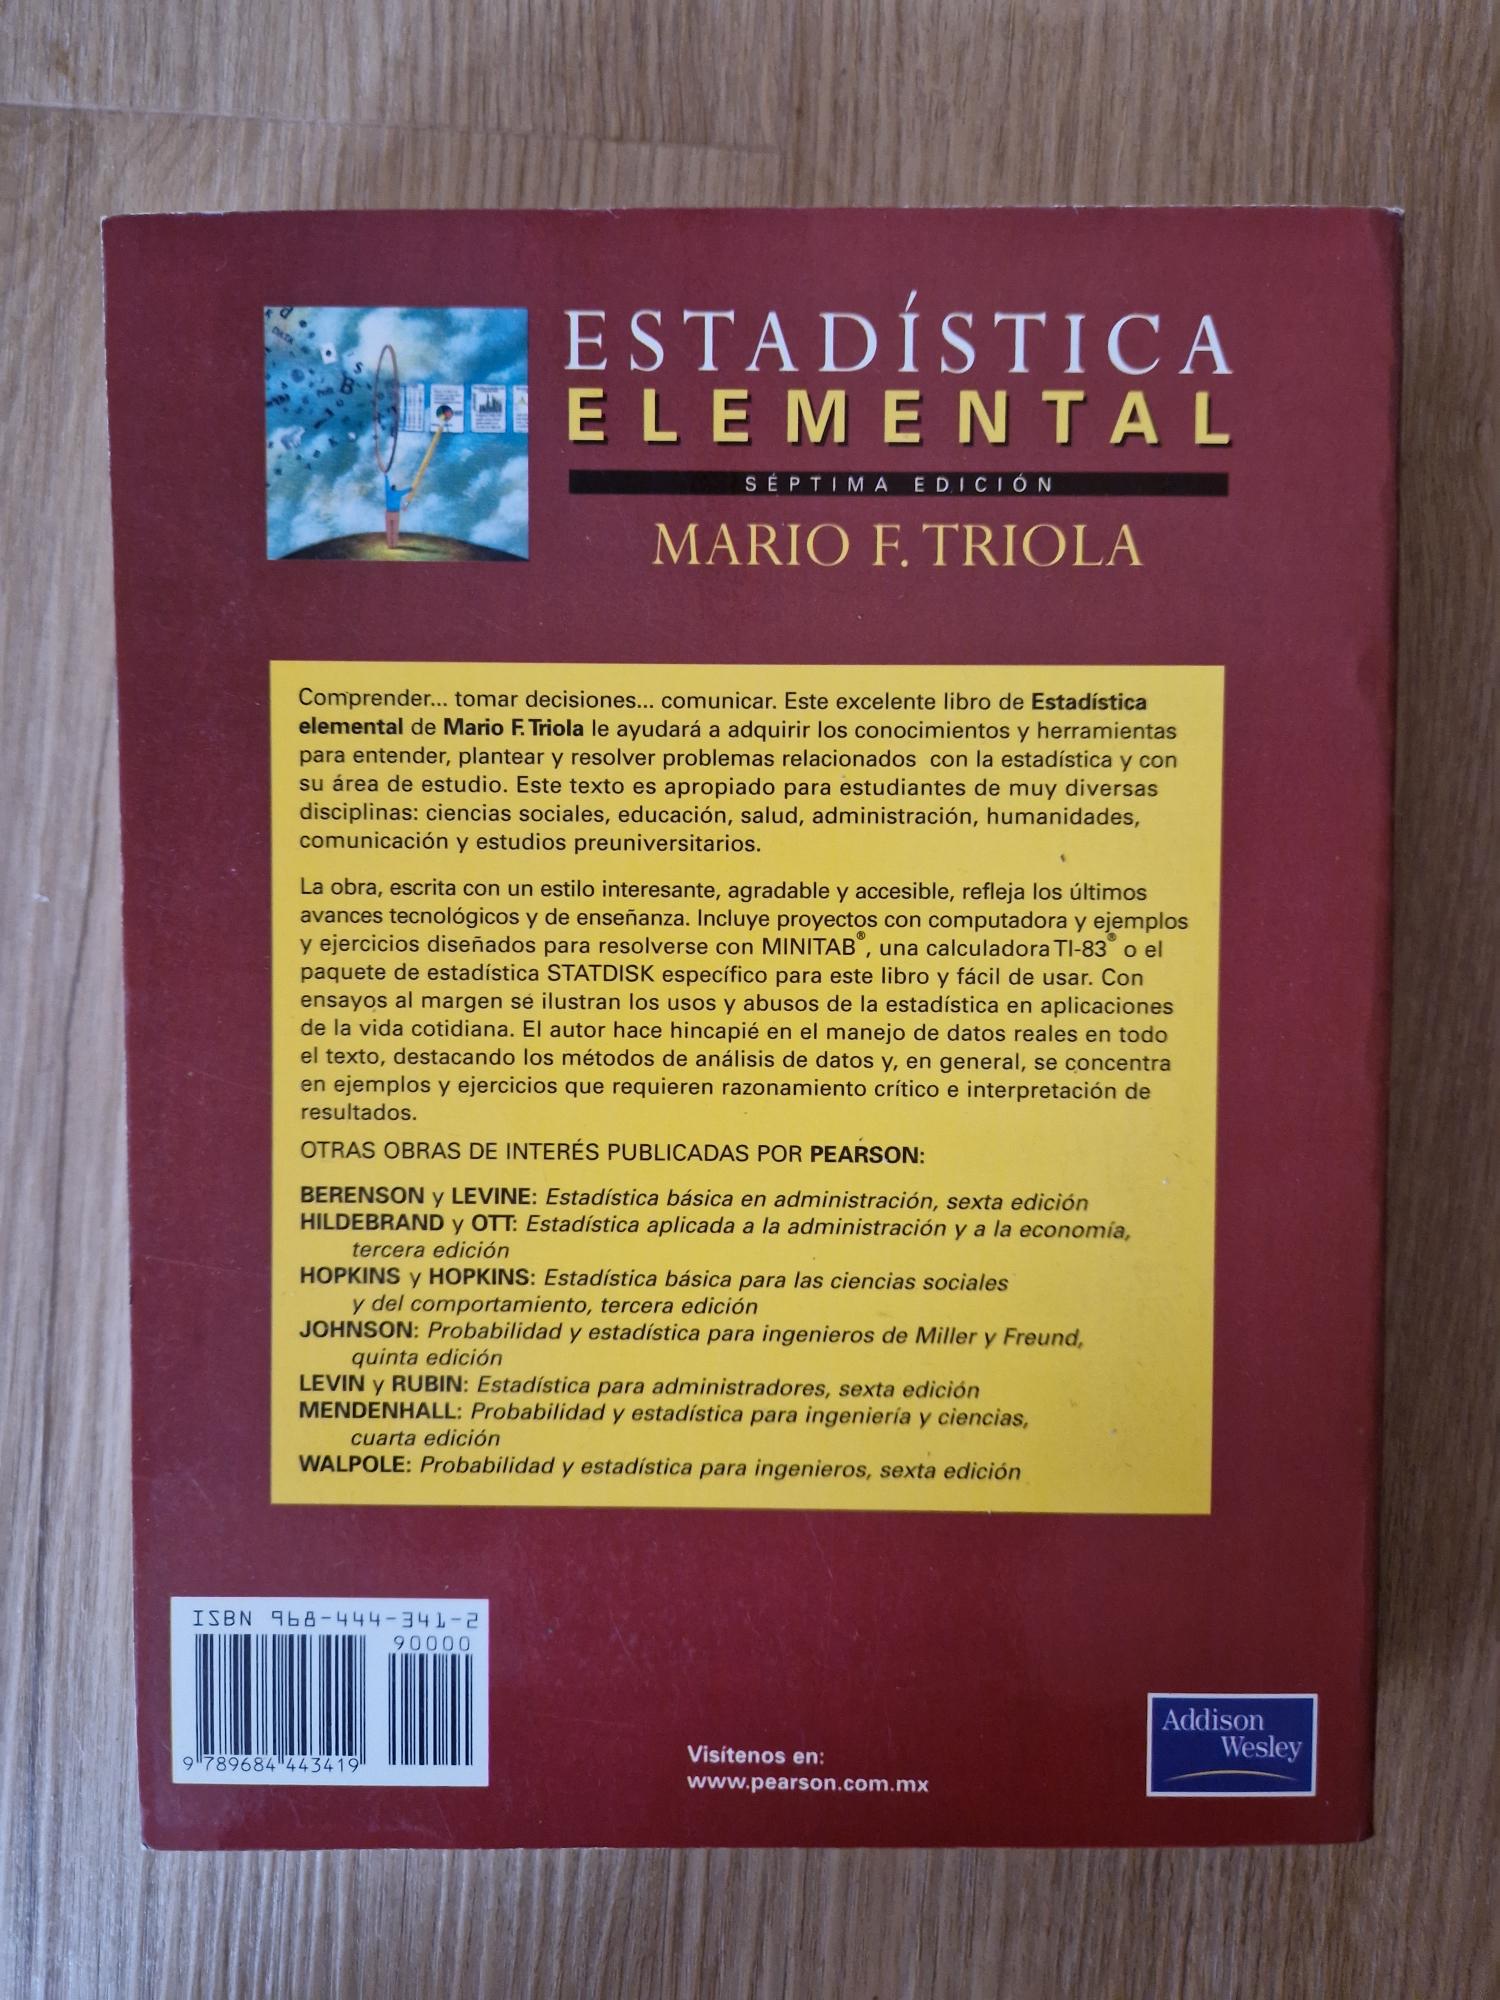 ESTADÍSTICA
ELEMENTAL
SÉPTIMA EDICIÓN
MARIO F. TRIOLA
Comprender... tomar decisiones... comunicar. Este excelente libro de Estadística
elemental de Mario F. Triola le ayudará a adquirir los conocimientos y herramientas
para entender, plantear y resolver problemas relacionados con la estadística y con
su área de estudio. Este texto es apropiado para estudiantes de muy diversas
disciplinas: ciencias sociales, educación, salud, administración, humanidades,
comunicación y estudios preuniversitarios.
La obra, escrita con un estilo interesante, agradable y accesible, refleja los últimos
avances tecnológicos y de enseñanza. Incluye proyectos con computadora y ejemplos
y ejercicios diseñados para resolverse con MINITAB®, una calculadora TI-83® o el
paquete de estadística STATDISK específico para este libro y fácil de usar. Con
ensayos al margen se ilustran los usos y abusos de la estadística en aplicaciones
de la vida cotidiana. El autor hace hincapié en el manejo de datos reales en todo
el texto, destacando los métodos de análisis de datos y, en general, se concentra
en ejemplos y ejercicios que requieren razonamiento crítico e interpretación de
resultados.
OTRAS OBRAS DE INTERÉS PUBLICADAS POR PEARSON:
BERENSON y LEVINE: Estadística básica en administración, sexta edición
HILDEBRAND y OTT: Estadística aplicada a la administración y a la economía,
tercera edición
HOPKINS y HOPKINS: Estadística básica para las ciencias sociales
y del comportamiento, tercera edición
JOHNSON: Probabilidad y estadística para ingenieros de Miller y Freund,
quinta edición
LEVIN y RUBIN: Estadística para administradores, sexta edición
MENDENHALL: Probabilidad y estadística para ingeniería y ciencias,
cuarta edición
WALPOLE: Probabilidad y estadística para ingenieros, sexta edición
ISBN 968-444-341-2
90000
9 789684 443419
Visítenos en:
www.pearson.com.mx
Addison
Wesley